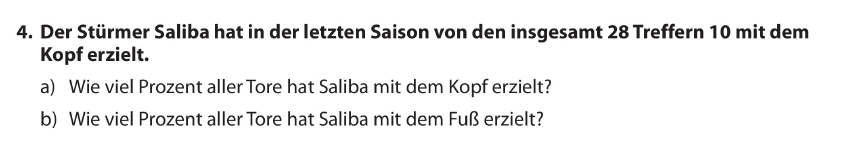 4. Der Stürmer Saliba hat in der letzten Saison von den insgesamt 28 Treffern 10 mit dem
Kopf erzielt.
a) Wie viel Prozent aller Tore hat Saliba mit dem Kopf erzielt?
b) Wie viel Prozent aller Tore hat Saliba mit dem Fuß erzielt?